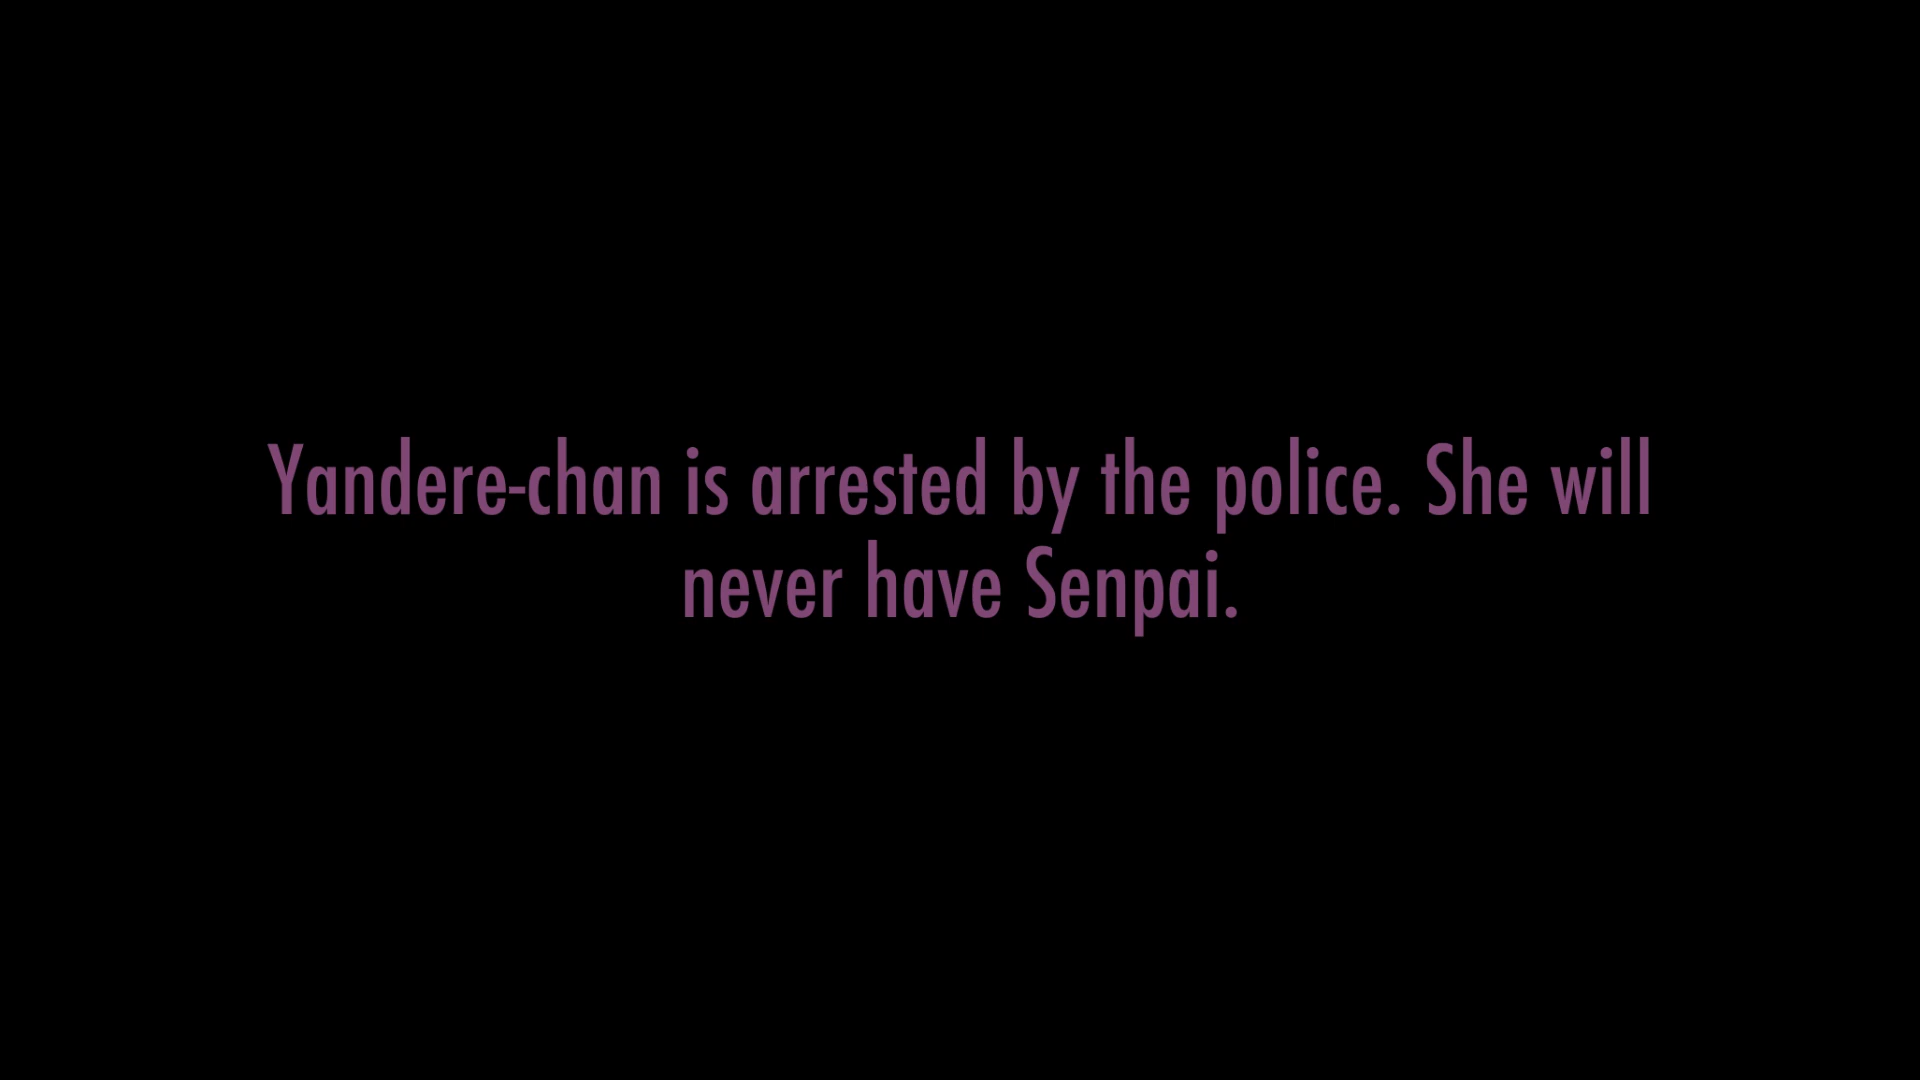 Yandere-chan is arrested by the police. She will
never have Senpai.